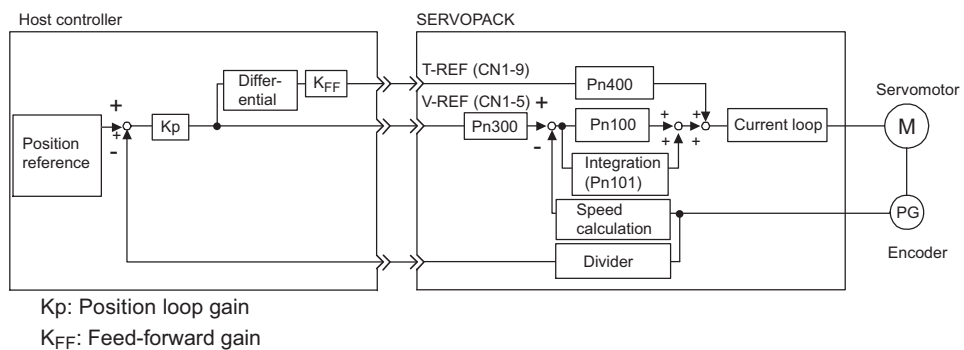 Host controller
SERVOPACK
T-REF (CN1-9)
Differ-
ential
KFF
Pn400
Servomotor
V-REF (CN1-5)
+
+
+
-
Position
reference
Kp
Pn300
+
-
Pn100
+
+
+
+
Current loop
M
Integration
(Pn101)
Speed
calculation
PG
Divider
Encoder
Kp: Position loop gain
KFF: Feed-forward gain